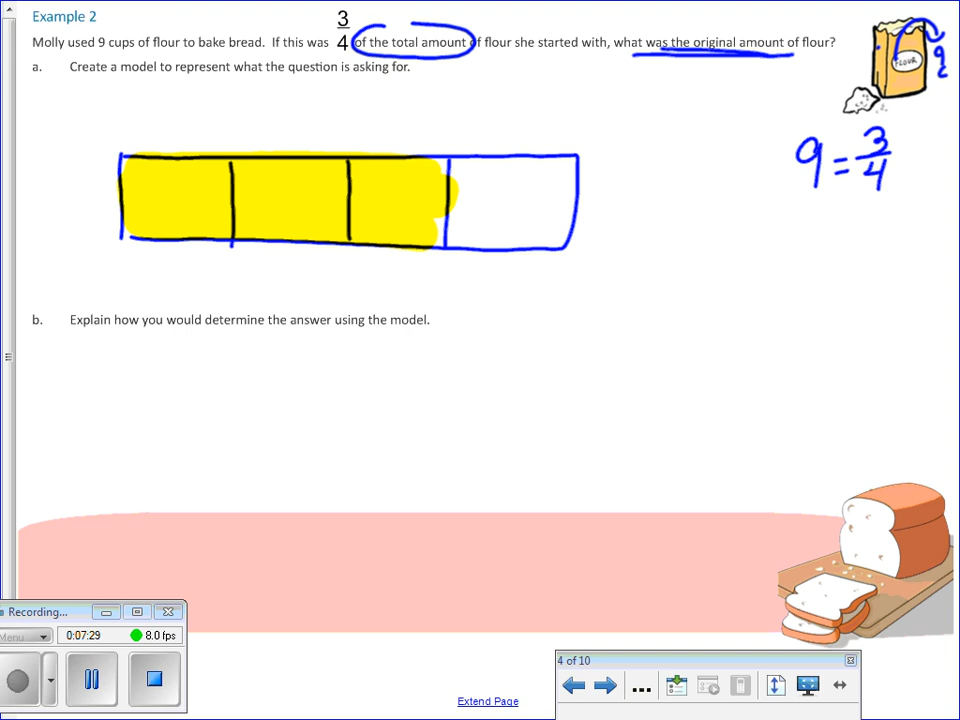 Example 2
3
Molly used 9 cups of flour to bake bread. If this was 4 of the total amount of flour she started with, what was the original amount of flour?
a. Create a model to represent what the question is asking for.
FLOUR
9
c
9 = 3/4
b. Explain how you would determine the answer using the model.
Recording...
Menu
0:07:29
8.0 fps
4 of 10
...
Extend Page